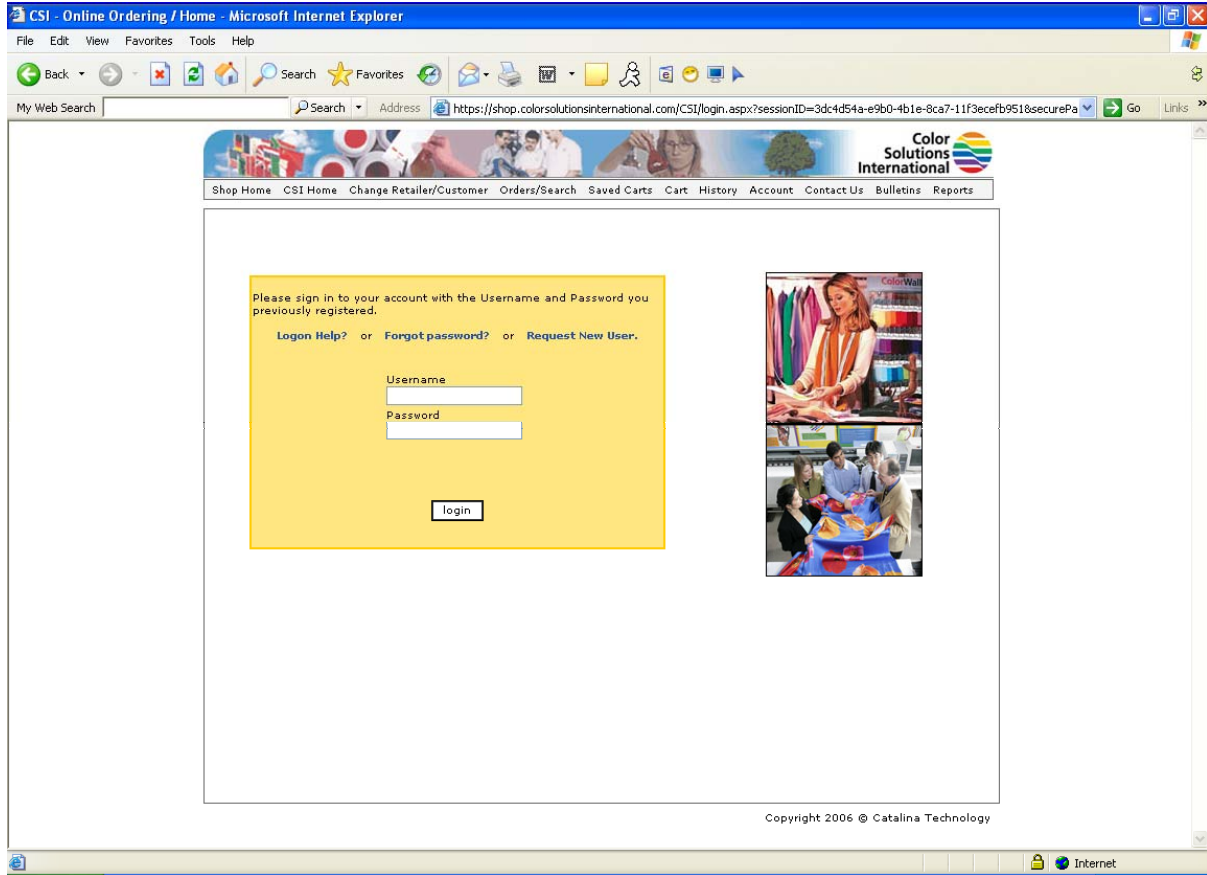 CSI - Online Ordering / Home - Microsoft Internet Explorer
File Edit View Favorites Tools Help
Back Search Favorites
My Web Search Search Address https://shop.colorsolutionsinternational.com/CSI/login.aspx?sessionID=3dc4d54a-e9b0-4b1e-8ca7-11f3ecefb951&securePa Go Links »
Color
Solutions
International
Shop Home CSI Home Change Retailer/Customer Orders/Search Saved Carts Cart History Account Contact Us Bulletins Reports
ColorWall
Please sign in to your account with the Username and Password you
previously registered.
Logon Help? or Forgot password? or Request New User.
Username
Password
login
Copyright 2006 © Catalina Technology
Internet